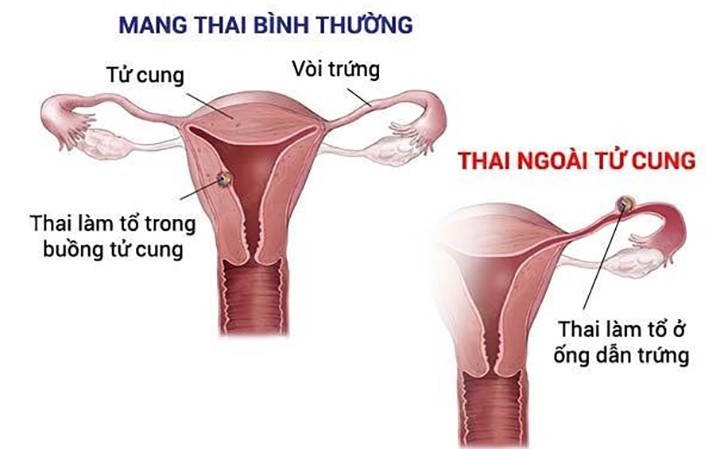 MANG THAI BÌNH THƯỜNG
Tử cung
Vòi trứng
Thai làm tổ trong
buồng tử cung
THAI NGOÀI TỬ CUNG
Thai làm tổ ở
ống dẫn trứng